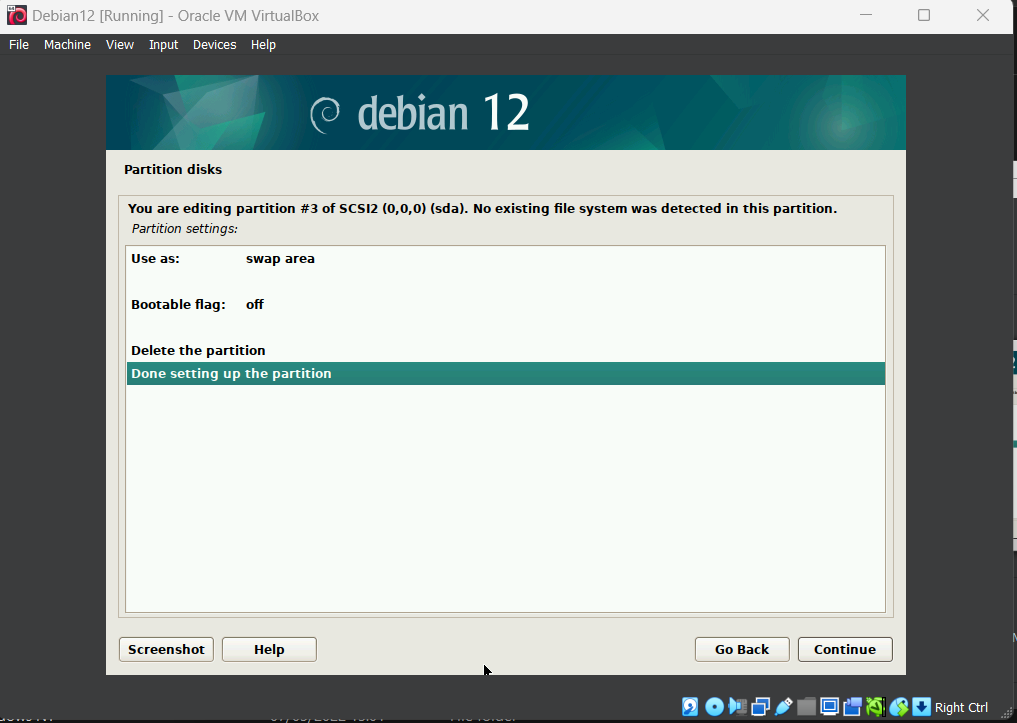 Debian12 [Running] - Oracle VM VirtualBox
File Machine View Input Devices Help
debian 12
Partition disks
You are editing partition #3 of SCSI2 (0,0,0) (sda). No existing file system was detected in this partition.
Partition settings:
Use as: swap area
Bootable flag: off
Delete the partition
Done setting up the partition
Screenshot Help Go Back Continue
Right Ctrl